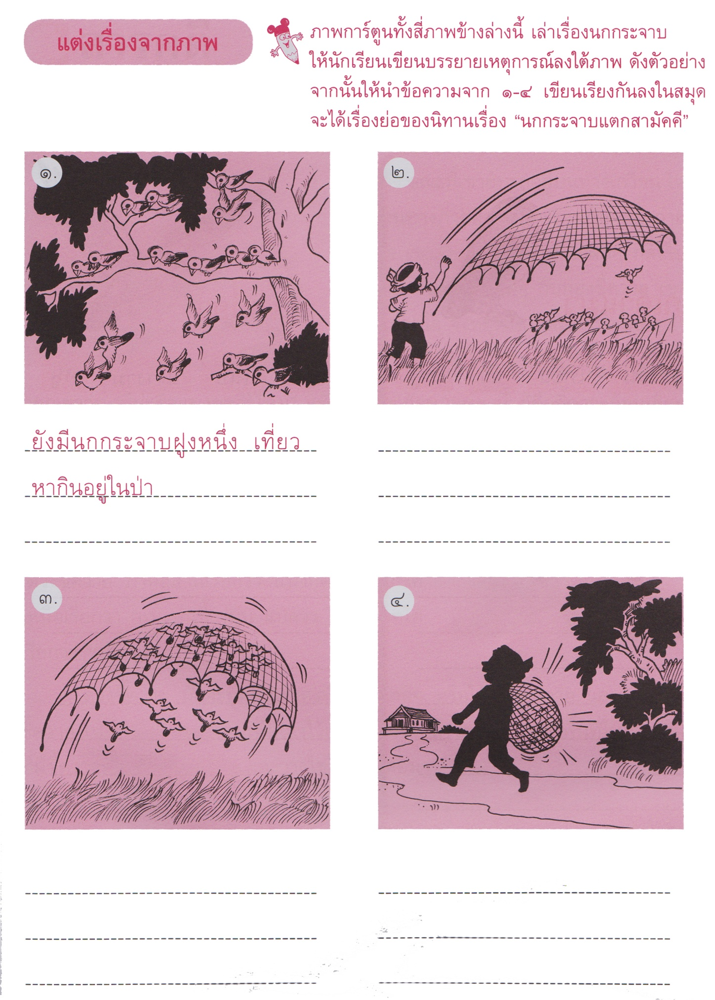 แต่งเรื่องจากภาพ
ภาพการ์ตูนทั้งสี่ภาพข้างล่างนี้ เล่าเรื่องนกกระจาบ
ให้นักเรียนเขียนบรรยายเหตุการณ์ลงใต้ภาพ ดังตัวอย่าง
จากนั้นให้นำข้อความจาก ๑-๔ เขียนเรียงกันลงในสมุด
จะได้เรื่องย่อของนิทานเรื่อง “นกกระจาบแตกสามัคคี”
๑.
๒.
ยังมีนกกระจาบฝูงหนึ่ง เที่ยว
หากินอยู่ในป่า
๓.
๔.